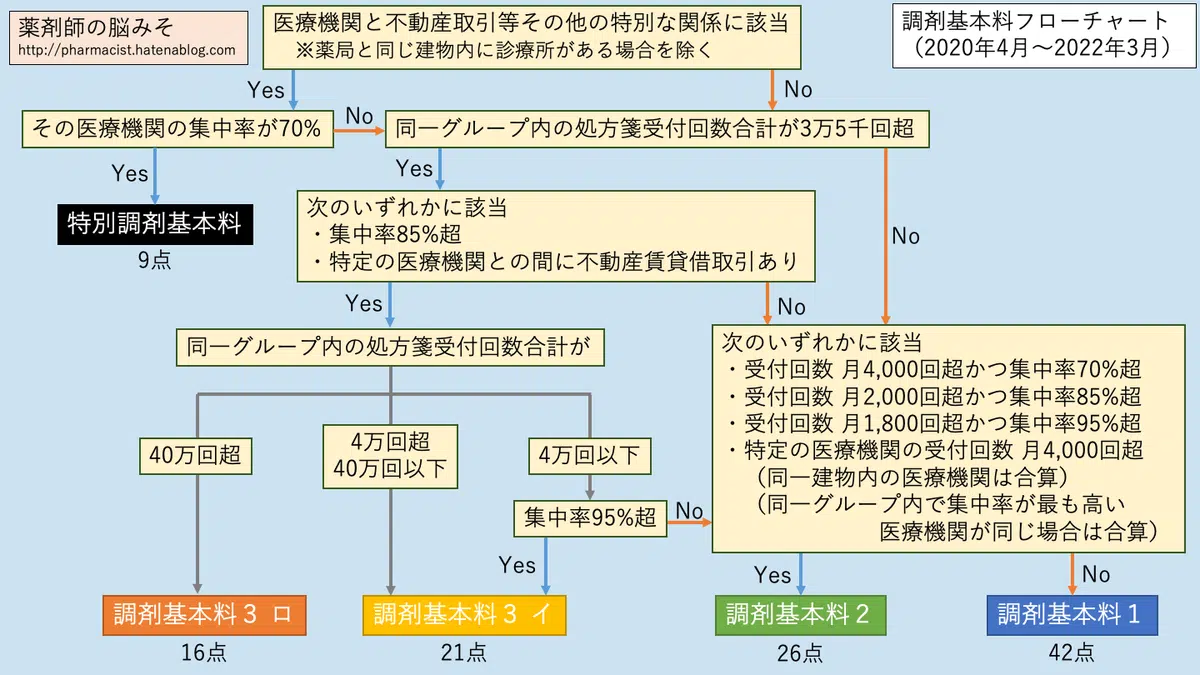 薬剤師の脳みそ
http://pharmacist.hatenablog.com
医療機関と不動産取引等その他の特別な関係に該当
※薬局と同じ建物内に診療所がある場合を除く
調剤基本料フローチャート
（2020年4月～2022年3月）
Yes
No
その医療機関の集中率が70%
No
同一グループ内の処方箋受付回数合計が3万5千回超
Yes
Yes
No
特別調剤基本料
9点
次のいずれかに該当
・集中率85%超
・特定の医療機関との間に不動産賃貸借取引あり
Yes
No
同一グループ内の処方箋受付回数合計が
次のいずれかに該当
・受付回数 月4,000回超かつ集中率70%超
・受付回数 月2,000回超かつ集中率85%超
・受付回数 月1,800回超かつ集中率95%超
・特定の医療機関の受付回数 月4,000回超
（同一建物内の医療機関は合算）
（同一グループ内で集中率が最も高い
医療機関が同じ場合は合算）
40万回超
4万回超
40万回以下
4万回以下
集中率95%超
No
Yes
Yes
No
調剤基本料３ ロ
16点
調剤基本料３ イ
21点
調剤基本料２
26点
調剤基本料１
42点